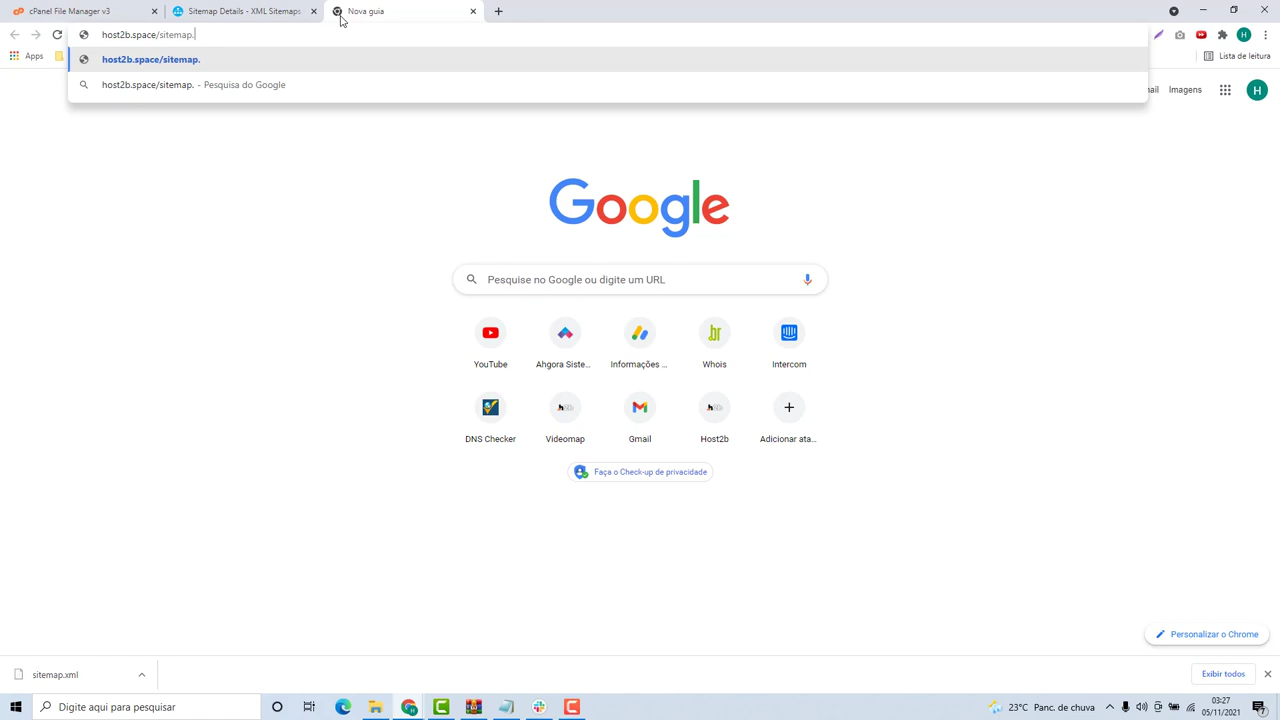 cPanel File Manager v3
Sitemap Details - XML Sitemaps
Nova guia
host2b.space/sitemap.
Apps
host2b.space/sitemap.
host2b.space/sitemap. - Pesquisa do Google
Lista de leitura
ail
Imagens
H
H
Google
Pesquise no Google ou digite um URL
YouTube
Ahgora Siste...
Informações ...
Whois
Intercom
DNS Checker
Videomap
Gmail
Host2b
Adicionar ata...
Faça o Check-up de privacidade
Personalizar o Chrome
sitemap.xml
Exibir todos
Digite aqui para pesquisar
23°C Panc. de chuva
03:27
05/11/2021